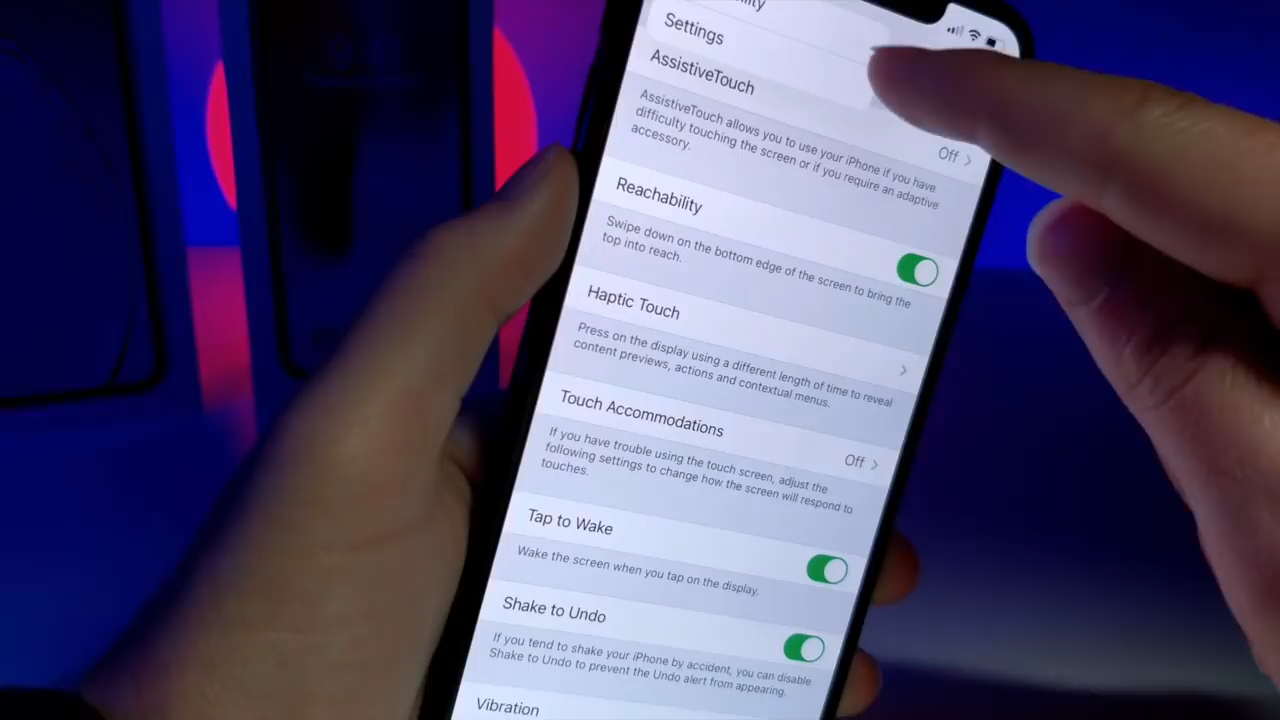 Settings
AssistiveTouch
Off
AssistiveTouch allows you to use your iPhone if you have
difficulty touching the screen or if you require an adaptive
accessory.
Reachability
Swipe down on the bottom edge of the screen to bring the
top into reach.
Haptic Touch
Press on the display using a different length of time to reveal
content previews, actions and contextual menus.
Touch Accommodations
Off
If you have trouble using the touch screen, adjust the
following settings to change how the screen will respond to
touches.
Tap to Wake
Wake the screen when you tap on the display.
Shake to Undo
If you tend to shake your iPhone by accident, you can disable
Shake to Undo to prevent the Undo alert from appearing.
Vibration